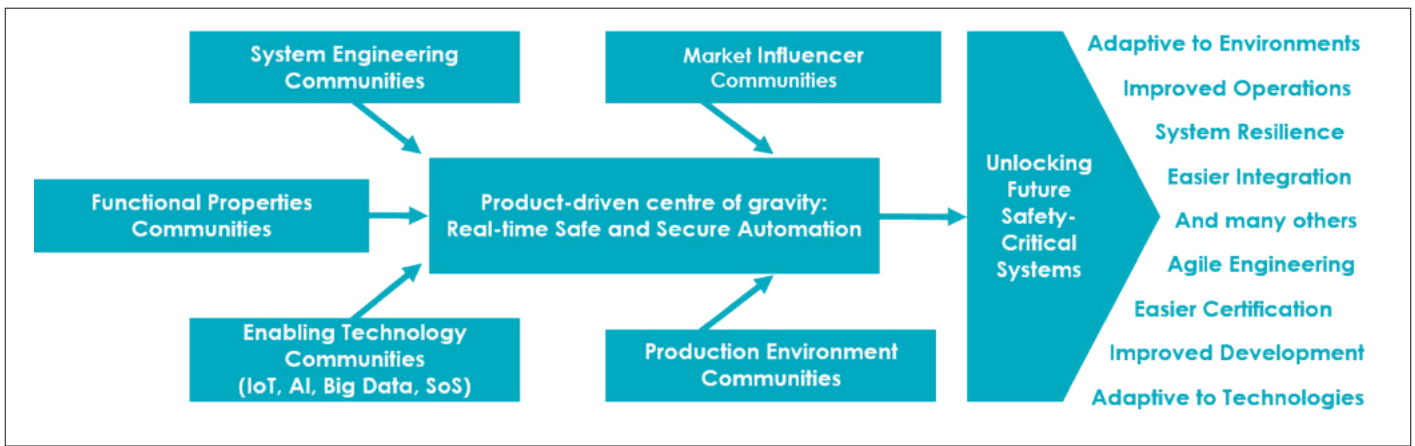 System Engineering
Communities
Market Influencer
Communities
Functional Properties
Communities
Product-driven centre of gravity:
Real-time Safe and Secure Automation
Enabling Technology
Communities
(IoT, AI, Big Data, SoS)
Production Environment
Communities
Unlocking
Future
Safety-
Critical
Systems
Adaptive to Environments
Improved Operations
System Resilience
Easier Integration
And many others
Agile Engineering
Easier Certification
Improved Development
Adaptive to Technologies